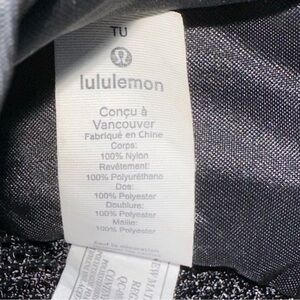 TU
lululemon
Conçu à
Vancouver
Fabriqué en Chine
Corps:
100% Nylon
Revêtement:
100% Polyuréthane
Dos:
100% Polyester
Doublure:
100% Polyester
Maille:
100% Polyester